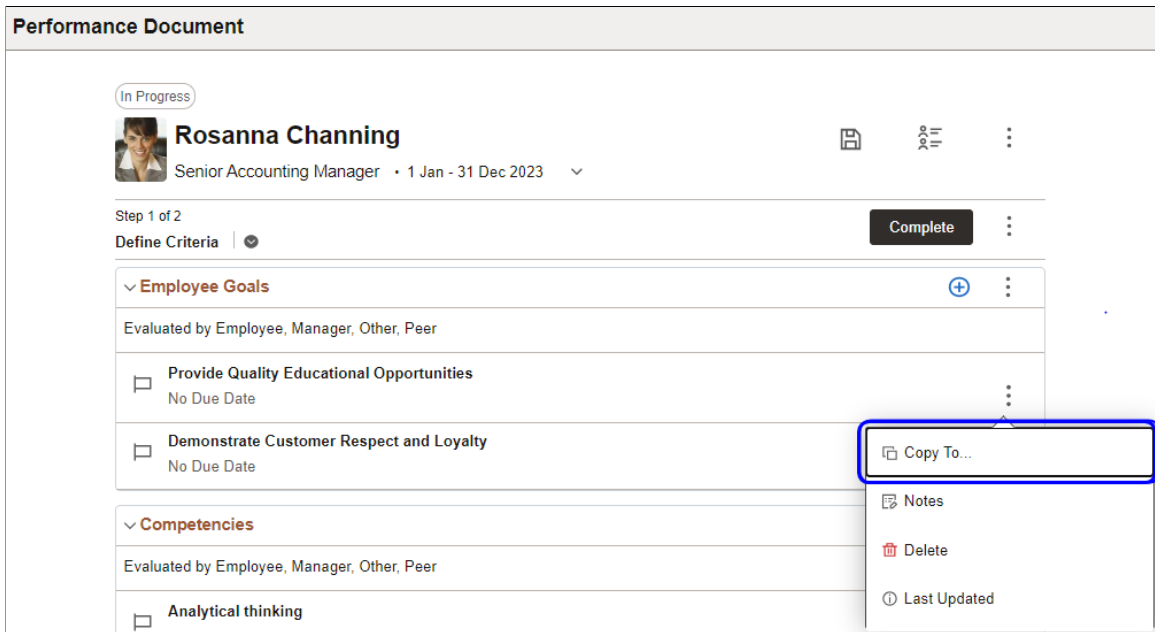 Performance Document
In Progress
Rosanna Channing
Senior Accounting Manager • 1 Jan - 31 Dec 2023
Step 1 of 2
Define Criteria
Complete
Employee Goals
Evaluated by Employee, Manager, Other, Peer
Provide Quality Educational Opportunities
No Due Date
Demonstrate Customer Respect and Loyalty
No Due Date
Copy To...
Notes
Delete
Last Updated
Competencies
Evaluated by Employee, Manager, Other, Peer
Analytical thinking